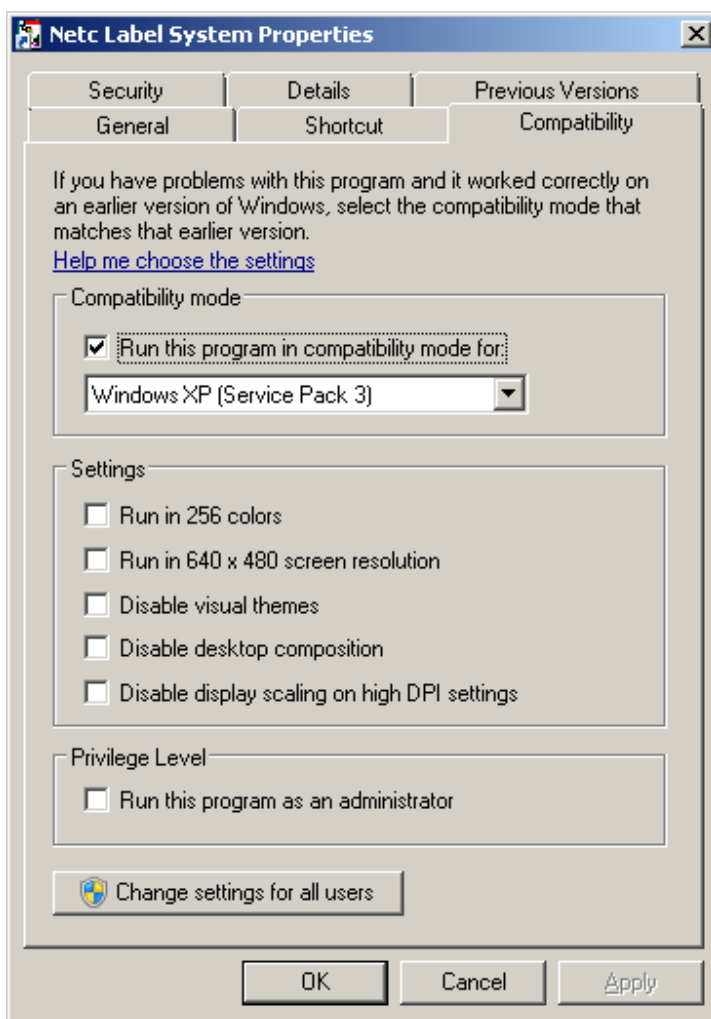 Netc Label System Properties
Security
Details
Previous Versions
General
Shortcut
Compatibility
If you have problems with this program and it worked correctly on
an earlier version of Windows, select the compatibility mode that
matches that earlier version.
Help me choose the settings
Compatibility mode
Run this program in compatibility mode for:
Windows XP (Service Pack 3)
Settings
Run in 256 colors
Run in 640 x 480 screen resolution
Disable visual themes
Disable desktop composition
Disable display scaling on high DPI settings
Privilege Level
Run this program as an administrator
Change settings for all users
OK
Cancel
Apply